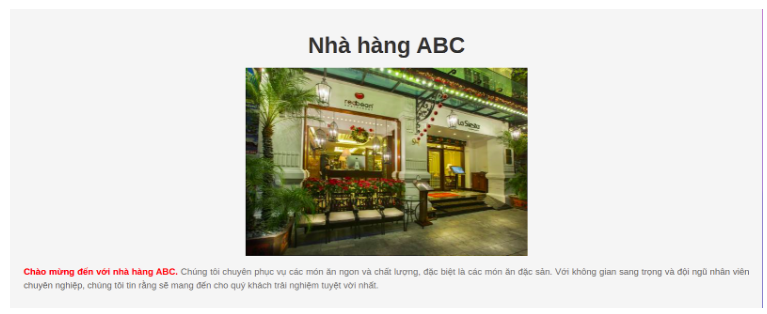 Nhà hàng ABC
redbean
La Siesta
Chào mừng đến với nhà hàng ABC. Chúng tôi chuyên phục vụ các món ăn ngon và chất lượng, đặc biệt là các món ăn đặc sản. Với không gian sang trọng và đội ngũ nhân viên
chuyên nghiệp, chúng tôi tin rằng sẽ mang đến cho quý khách trải nghiệm tuyệt vời nhất.